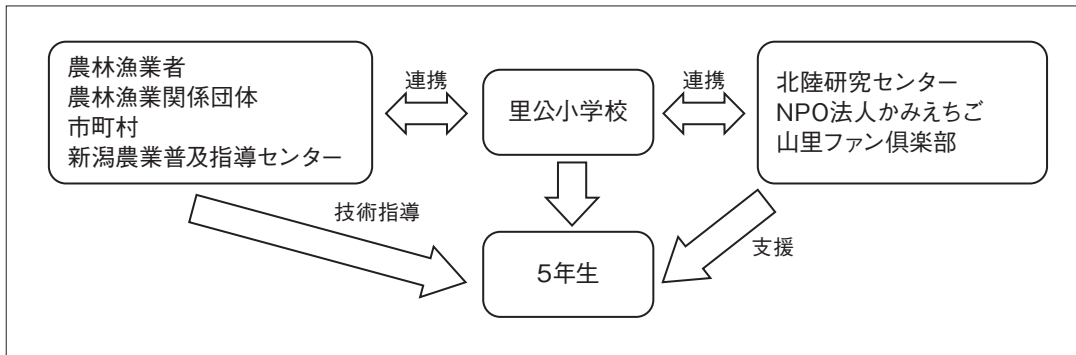 農林漁業者
農林漁業関係団体
市町村
新潟農業普及指導センター
連携
里公小学校
連携
北陸研究センター
NPO法人かみえちご
山里ファン倶楽部
技術指導
5年生
支援